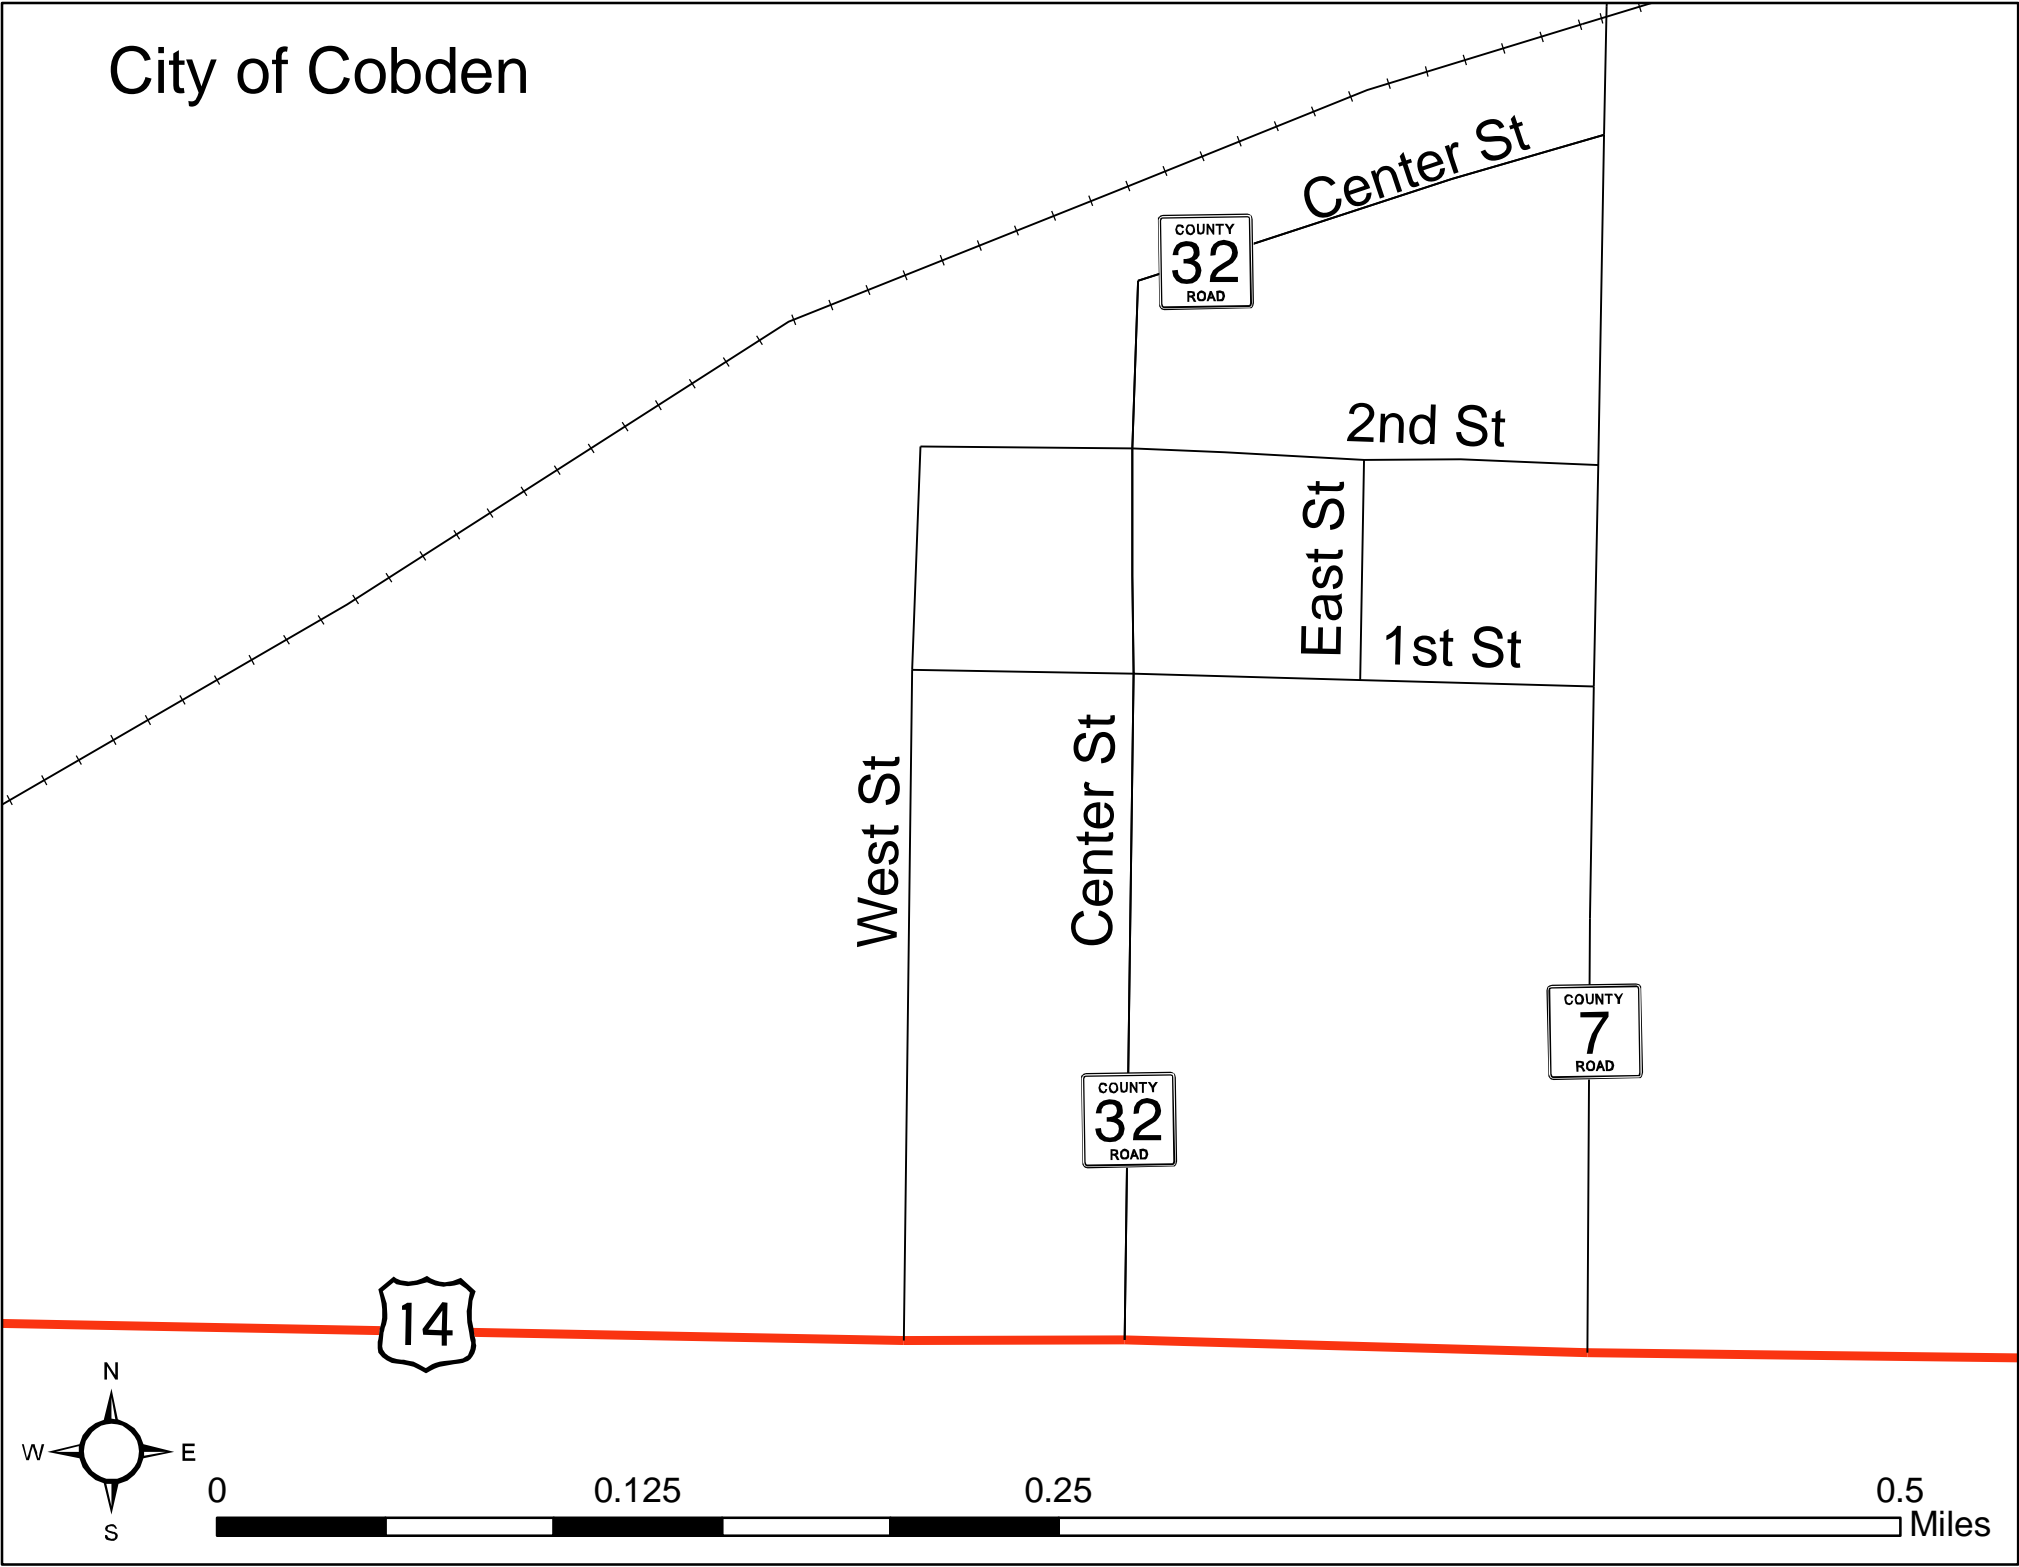 City of Cobden
Center St
COUNTY
32
ROAD
2nd St
East St
1st St
West St
Center St
COUNTY
7
ROAD
COUNTY
32
ROAD
14
N
W E
S
0 0.125 0.25 0.5
Miles